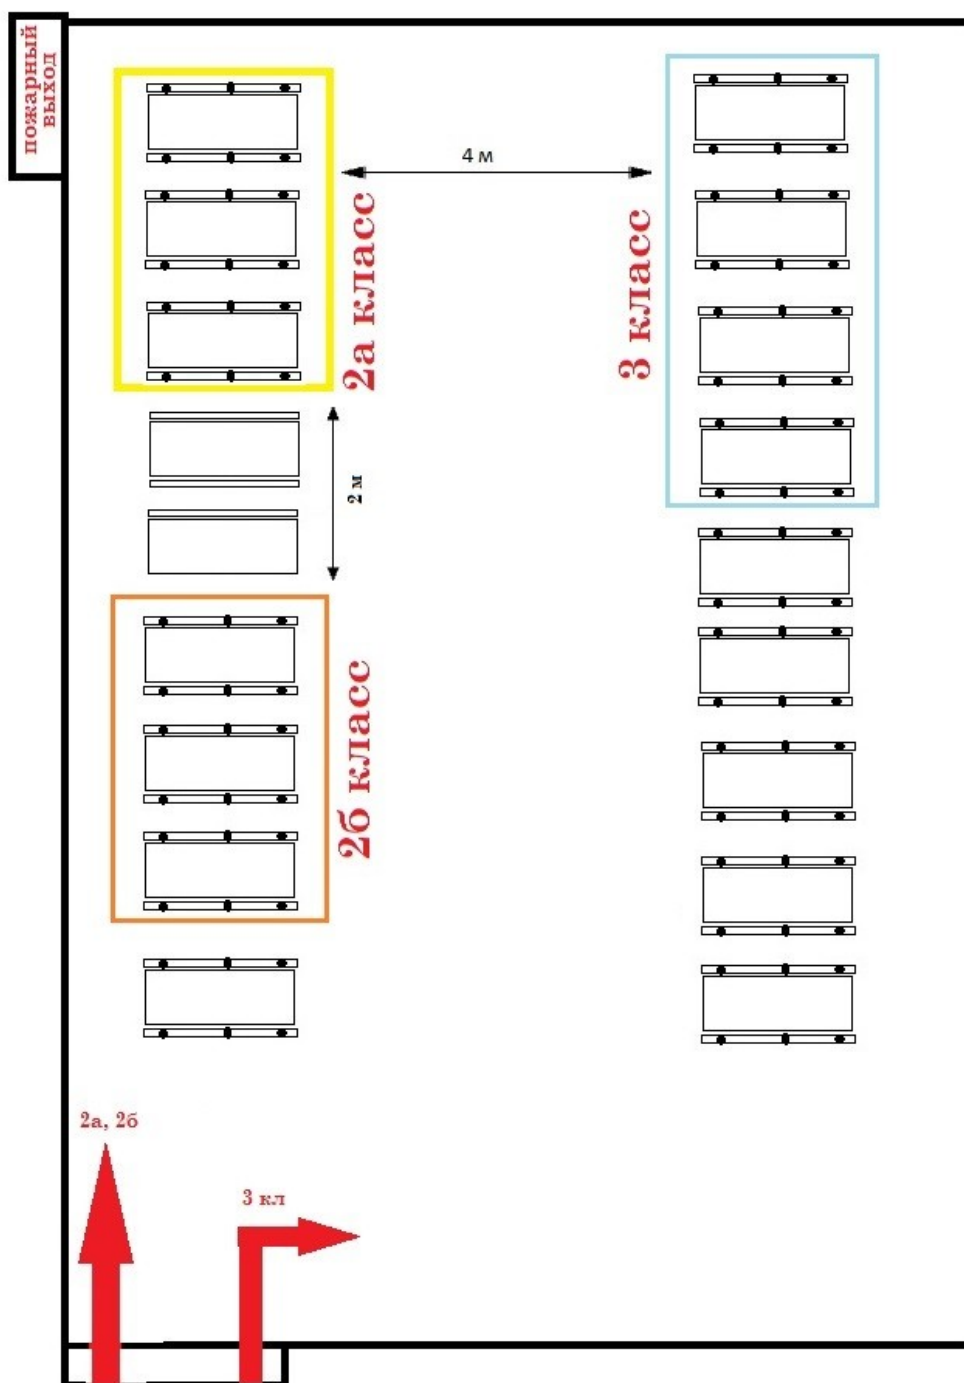 пожарный
выход
4 м
2а класс
3 класс
2 м
2б класс
2а, 2б
3 кл